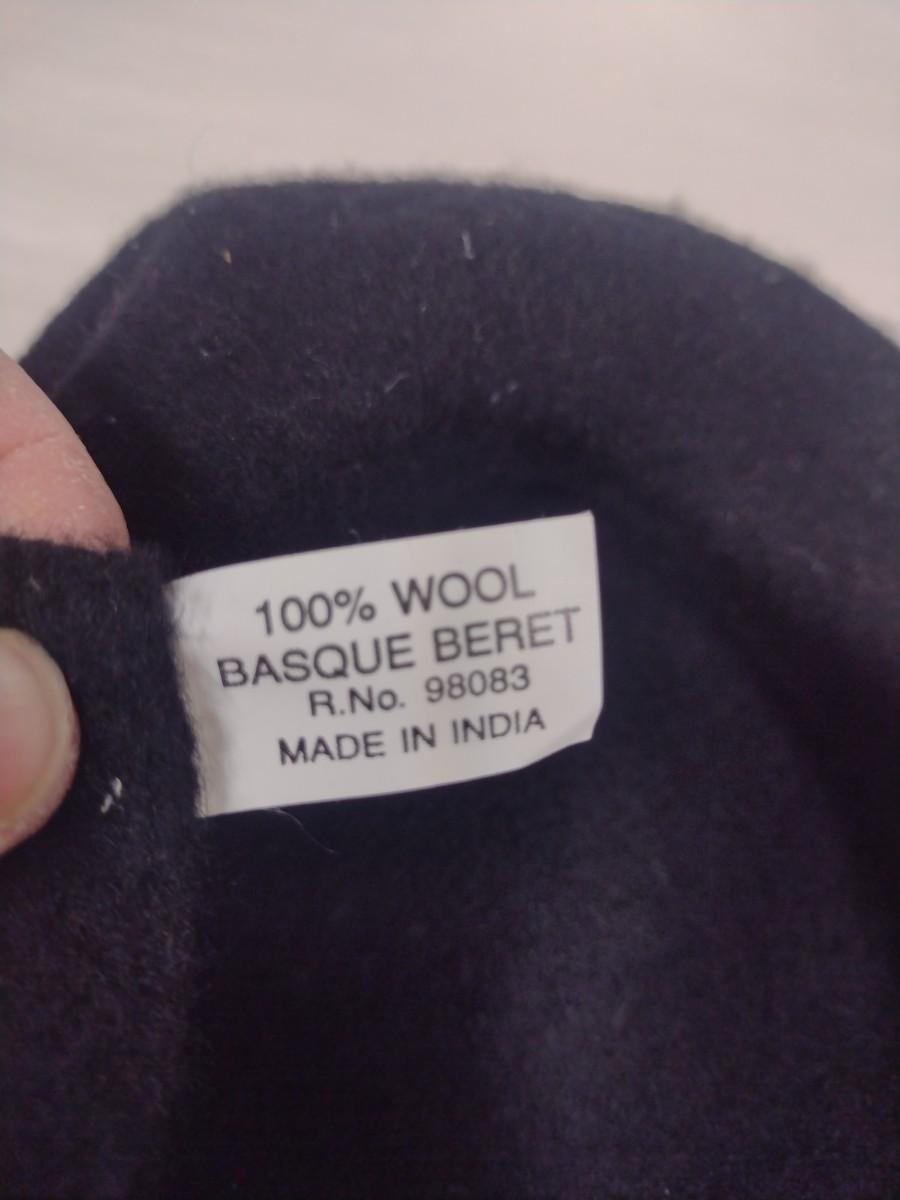 100% WOOL
BASQUE BERET
R.No. 98083
MADE IN INDIA